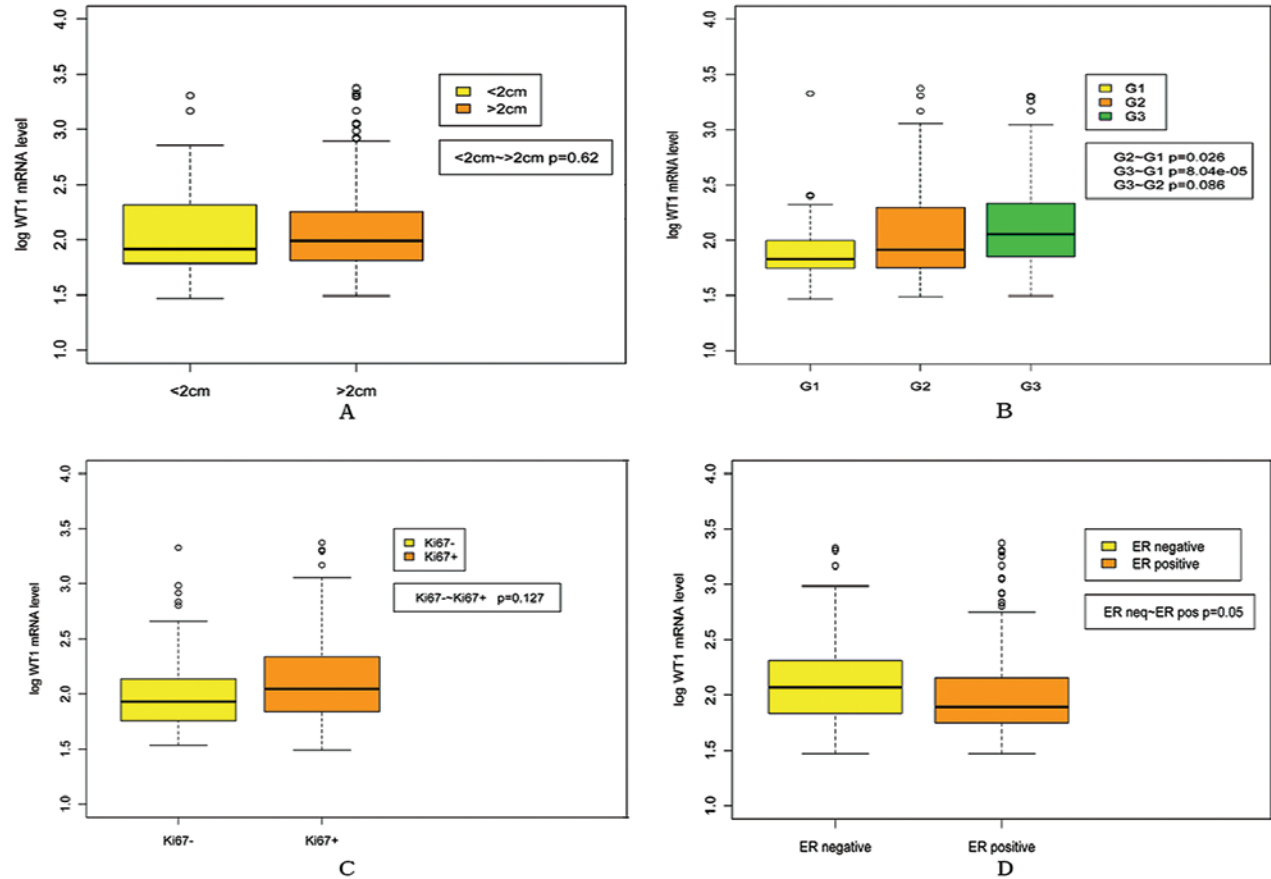 4.0
3.5
3.0
2.5
2.0
1.5
1.0
log WT1 mRNA level
<2cm
>2cm
<2cm~>2cm p=0.62
<2cm
>2cm
A
4.0
3.5
3.0
2.5
2.0
1.5
1.0
log WT1 mRNA level
G1
G2
G3
G2~G1 p=0.026
G3~G1 p=8.04e-05
G3~G2 p=0.086
G1
G2
G3
B
4.0
3.5
3.0
2.5
2.0
1.5
1.0
log WT1 mRNA level
Ki67-
Ki67+
Ki67-~Ki67+ p=0.127
Ki67-
Ki67+
C
4.0
3.5
3.0
2.5
2.0
1.5
1.0
log WT1 mRNA level
ER negative
ER positive
ER neq~ER pos p=0.05
ER negative
ER positive
D